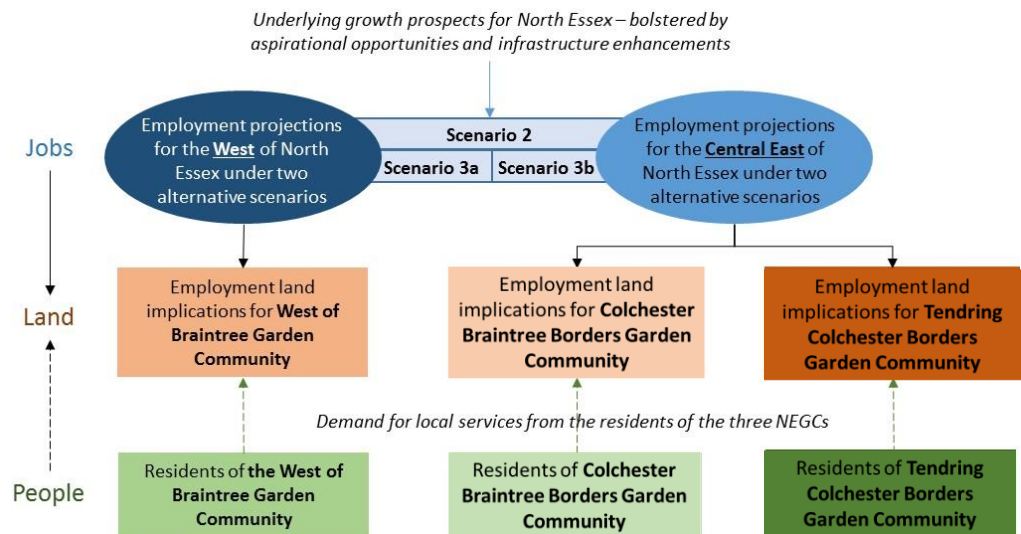 Underlying growth prospects for North Essex – bolstered by
aspirational opportunities and infrastructure enhancements
Jobs
Employment projections
for the West of North
Essex under two
alternative scenarios
Scenario 2
Scenario 3a
Scenario 3b
Employment projections
for the Central East of
North Essex under two
alternative scenarios
Land
Employment land
implications for West of
Braintree Garden
Community
Employment land
implications for Colchester
Braintree Borders Garden
Community
Employment land
implications for Tendring
Colchester Borders
Garden Community
Demand for local services from the residents of the three NEGCs
People
Residents of the West of
Braintree Garden
Community
Residents of Colchester
Braintree Borders Garden
Community
Residents of Tendring
Colchester Borders
Garden Community